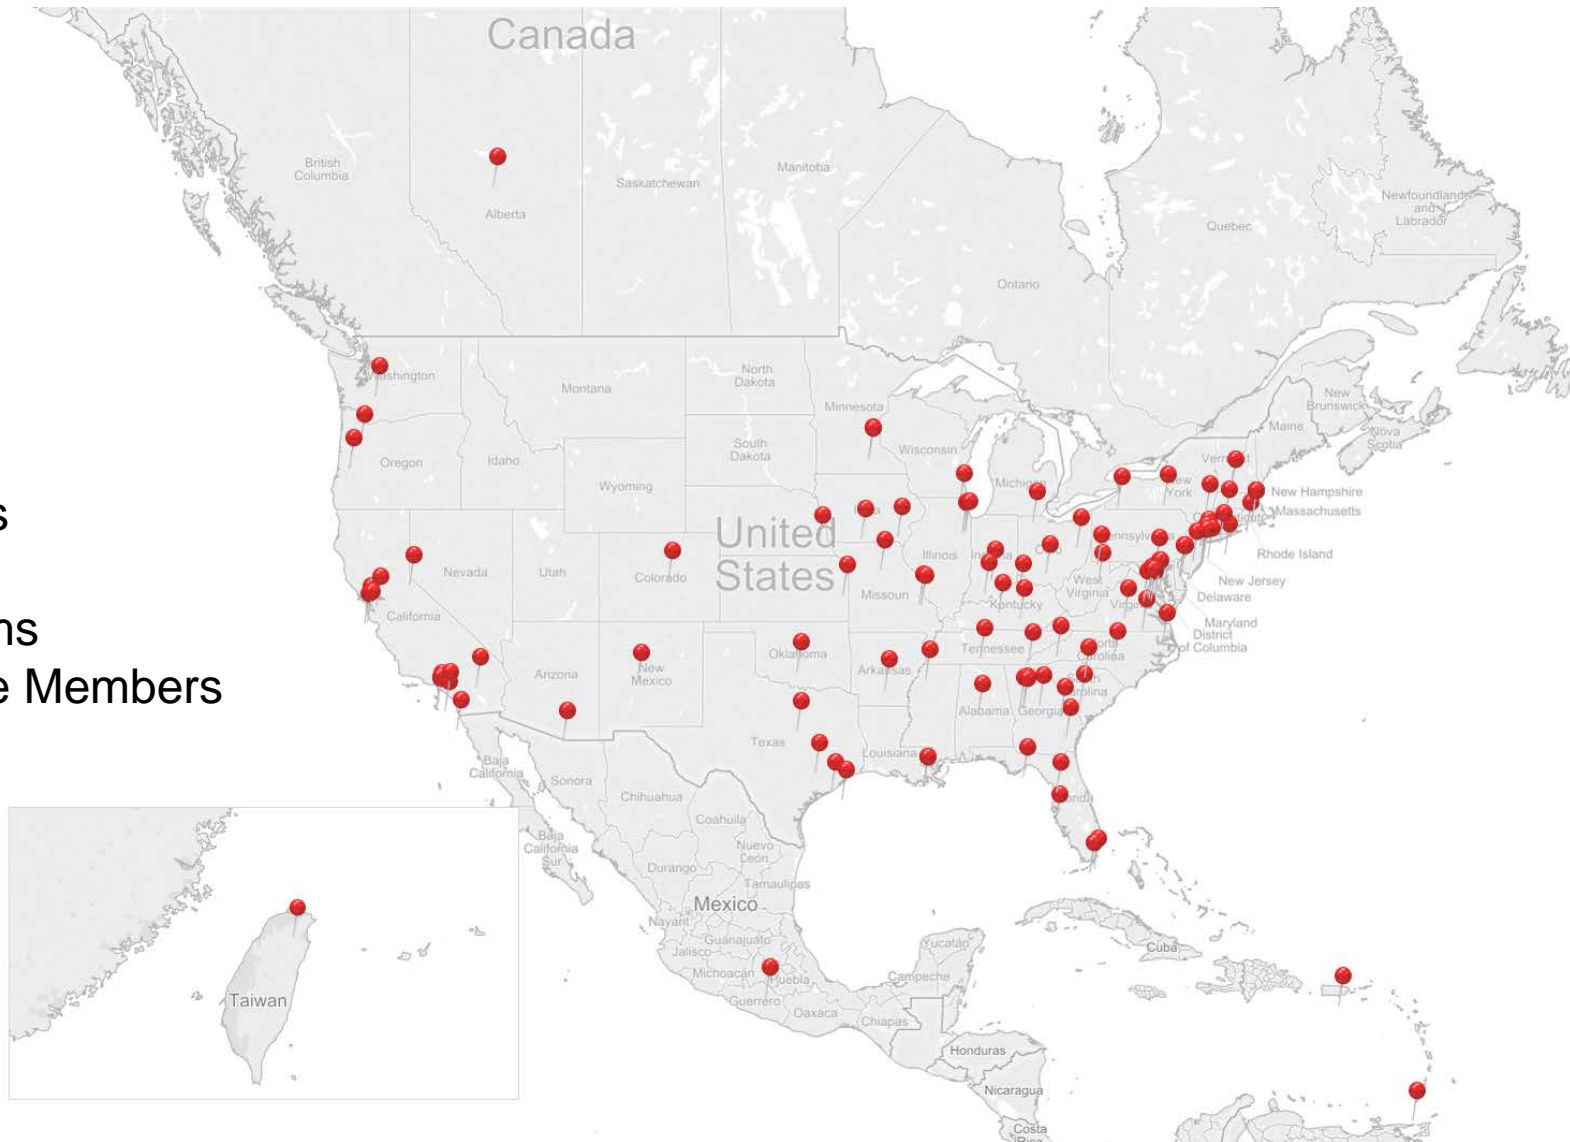 Canada
British
Columbia
Alberta
Saskatchewan
Manitoba
Ontario
Quebec
Newfoundland
and
Labrador
New
Brunswick
Nova
Scotia
Maine
Montana
North
Dakota
Minnesota
Oregon
Idaho
South
Dakota
Wisconsin
Michigan
Wyoming
New
York
New Hampshire
Massachusetts
Rhode Island
s
United
States
Nevada
Utah
Colorado
Illinois
West
Virginia
New Jersey
Delaware
Maryland
District
of Columbia
California
Missouri
Kentucky
ns
e Members
Arizona
New
Mexico
Oklahoma
Arkansas
Tennessee
Alabama
Georgia
Texas
Louisiana
Baja
California
Sonora
Chihuahua
Coahuila
Baja
California
Sur
Nuevo
León
Durango
Tamaulipas
Mexico
Nayarit
Guanajuato
Jalisco
Michoacán
Puebla
Guerrero
Oaxaca
Chiapas
Yucatán
Campeche
Cuba
Honduras
Nicaragua
Costa
Taiwan